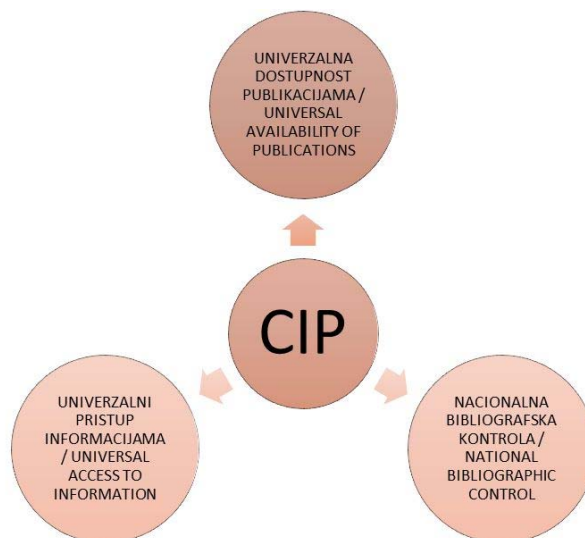 UNIVERZALNA
DOSTUPNOST
PUBLIKACIJAMA /
UNIVERSAL
AVAILABILITY OF
PUBLICATIONS
CIP
UNIVERZALNI
PRISTUP
INFORMACIJAMA
/ UNIVERSAL
ACCESS TO
INFORMATION
NACIONALNA
BIBLIOGRAFSKA
KONTROLA /
NATIONAL
BIBLIOGRAPHIC
CONTROL